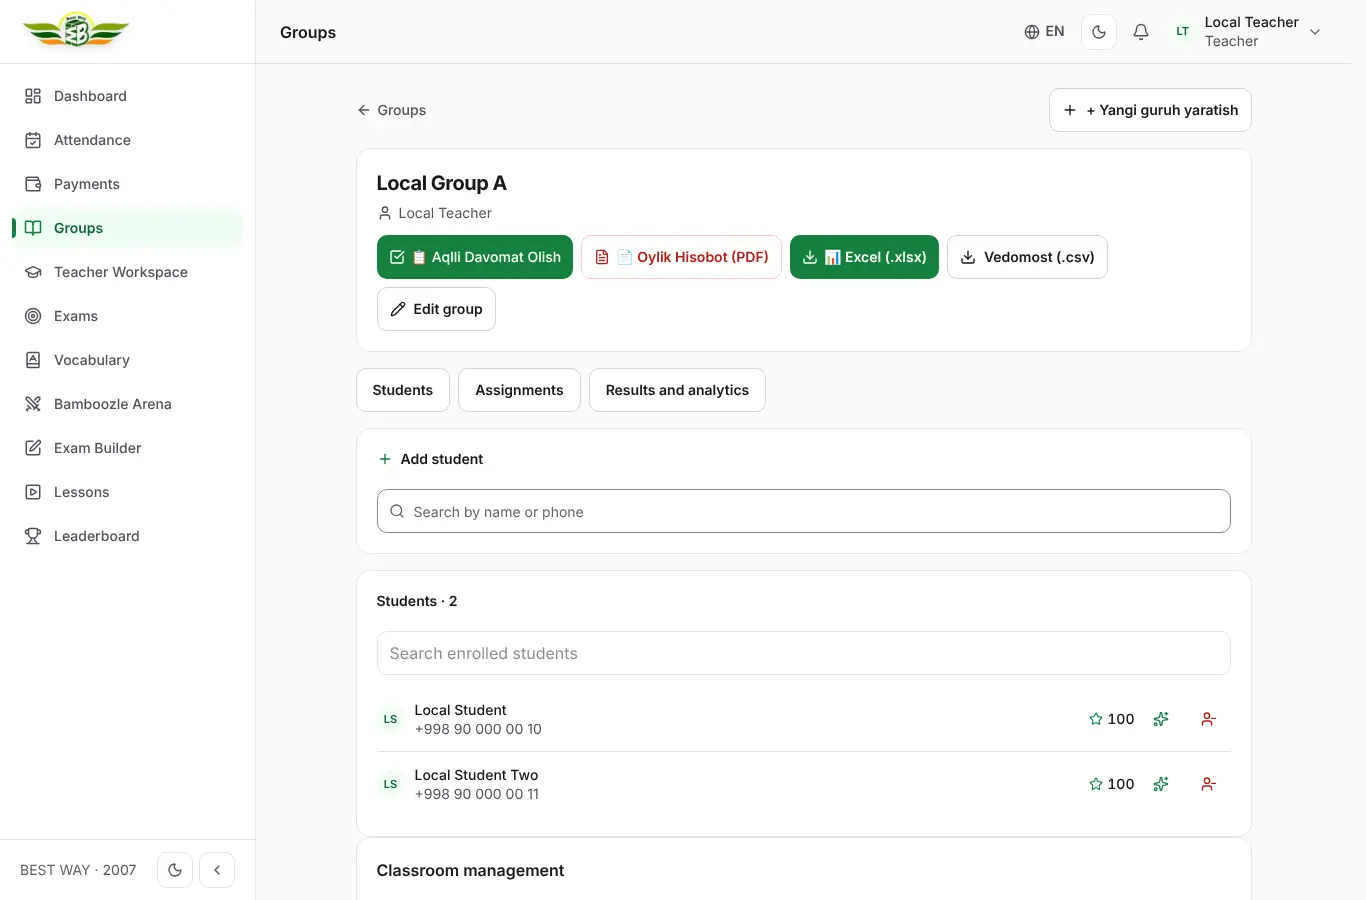 Best Way
Groups
EN
LT
Local Teacher
Teacher
Dashboard
Attendance
Payments
Groups
Teacher Workspace
Exams
Vocabulary
Bamboozle Arena
Exam Builder
Lessons
Leaderboard
BEST WAY · 2007
Groups
+ Yangi guruh yaratish
Local Group A
Local Teacher
Aqlli Davomat Olish
Oylik Hisobot (PDF)
Excel (.xlsx)
Vedomost (.csv)
Edit group
Students
Assignments
Results and analytics
Add student
Search by name or phone
Students · 2
Search enrolled students
LS
Local Student
+998 90 000 00 10
100
LS
Local Student Two
+998 90 000 00 11
100
Classroom management